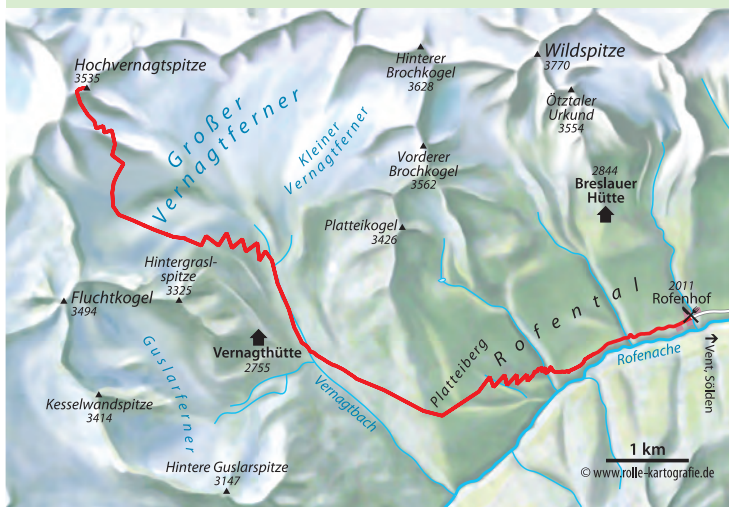 Hochvernagtspitze
3535
Großer
Vernagtferner
Kleiner
Vernagtferner
Hinterer
Brochkogel
3628
Wildspitze
3770
Ötztaler
Urkund
3554
Vorderer
Brochkogel
3562
2844
Breslauer
Hütte
Platteikogel
3426
Hintergrasl-
spitze
3325
Fluchtkogel
3494
2011
Rofenhof
Rofental
Platteiberg
Rofenache
Vent, Sölden
Guslarferner
Vernagthütte
2755
Vernagtbach
Kesselwandspitze
3414
Hintere Guslarspitze
3147
1 km
© www.rolle-kartografie.de